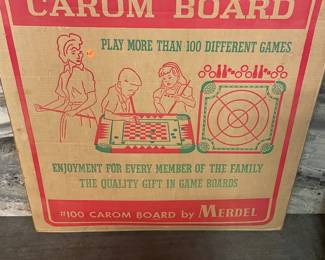 CAROM BOARD
PLAY MORE THAN 100 DIFFERENT GAMES
ENJOYMENT FOR EVERY MEMBER OF THE FAMILY
THE QUALITY GIFT IN GAME BOARDS
#100 CAROM BOARD by MERDEL